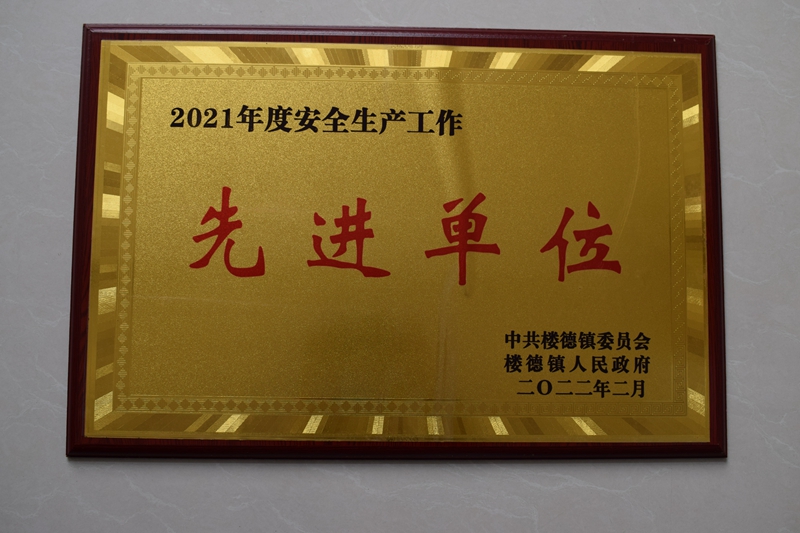 2021年度安全生产工作
先进单位
中共楼德镇委员会
楼德镇人民政府
二〇二二年二月